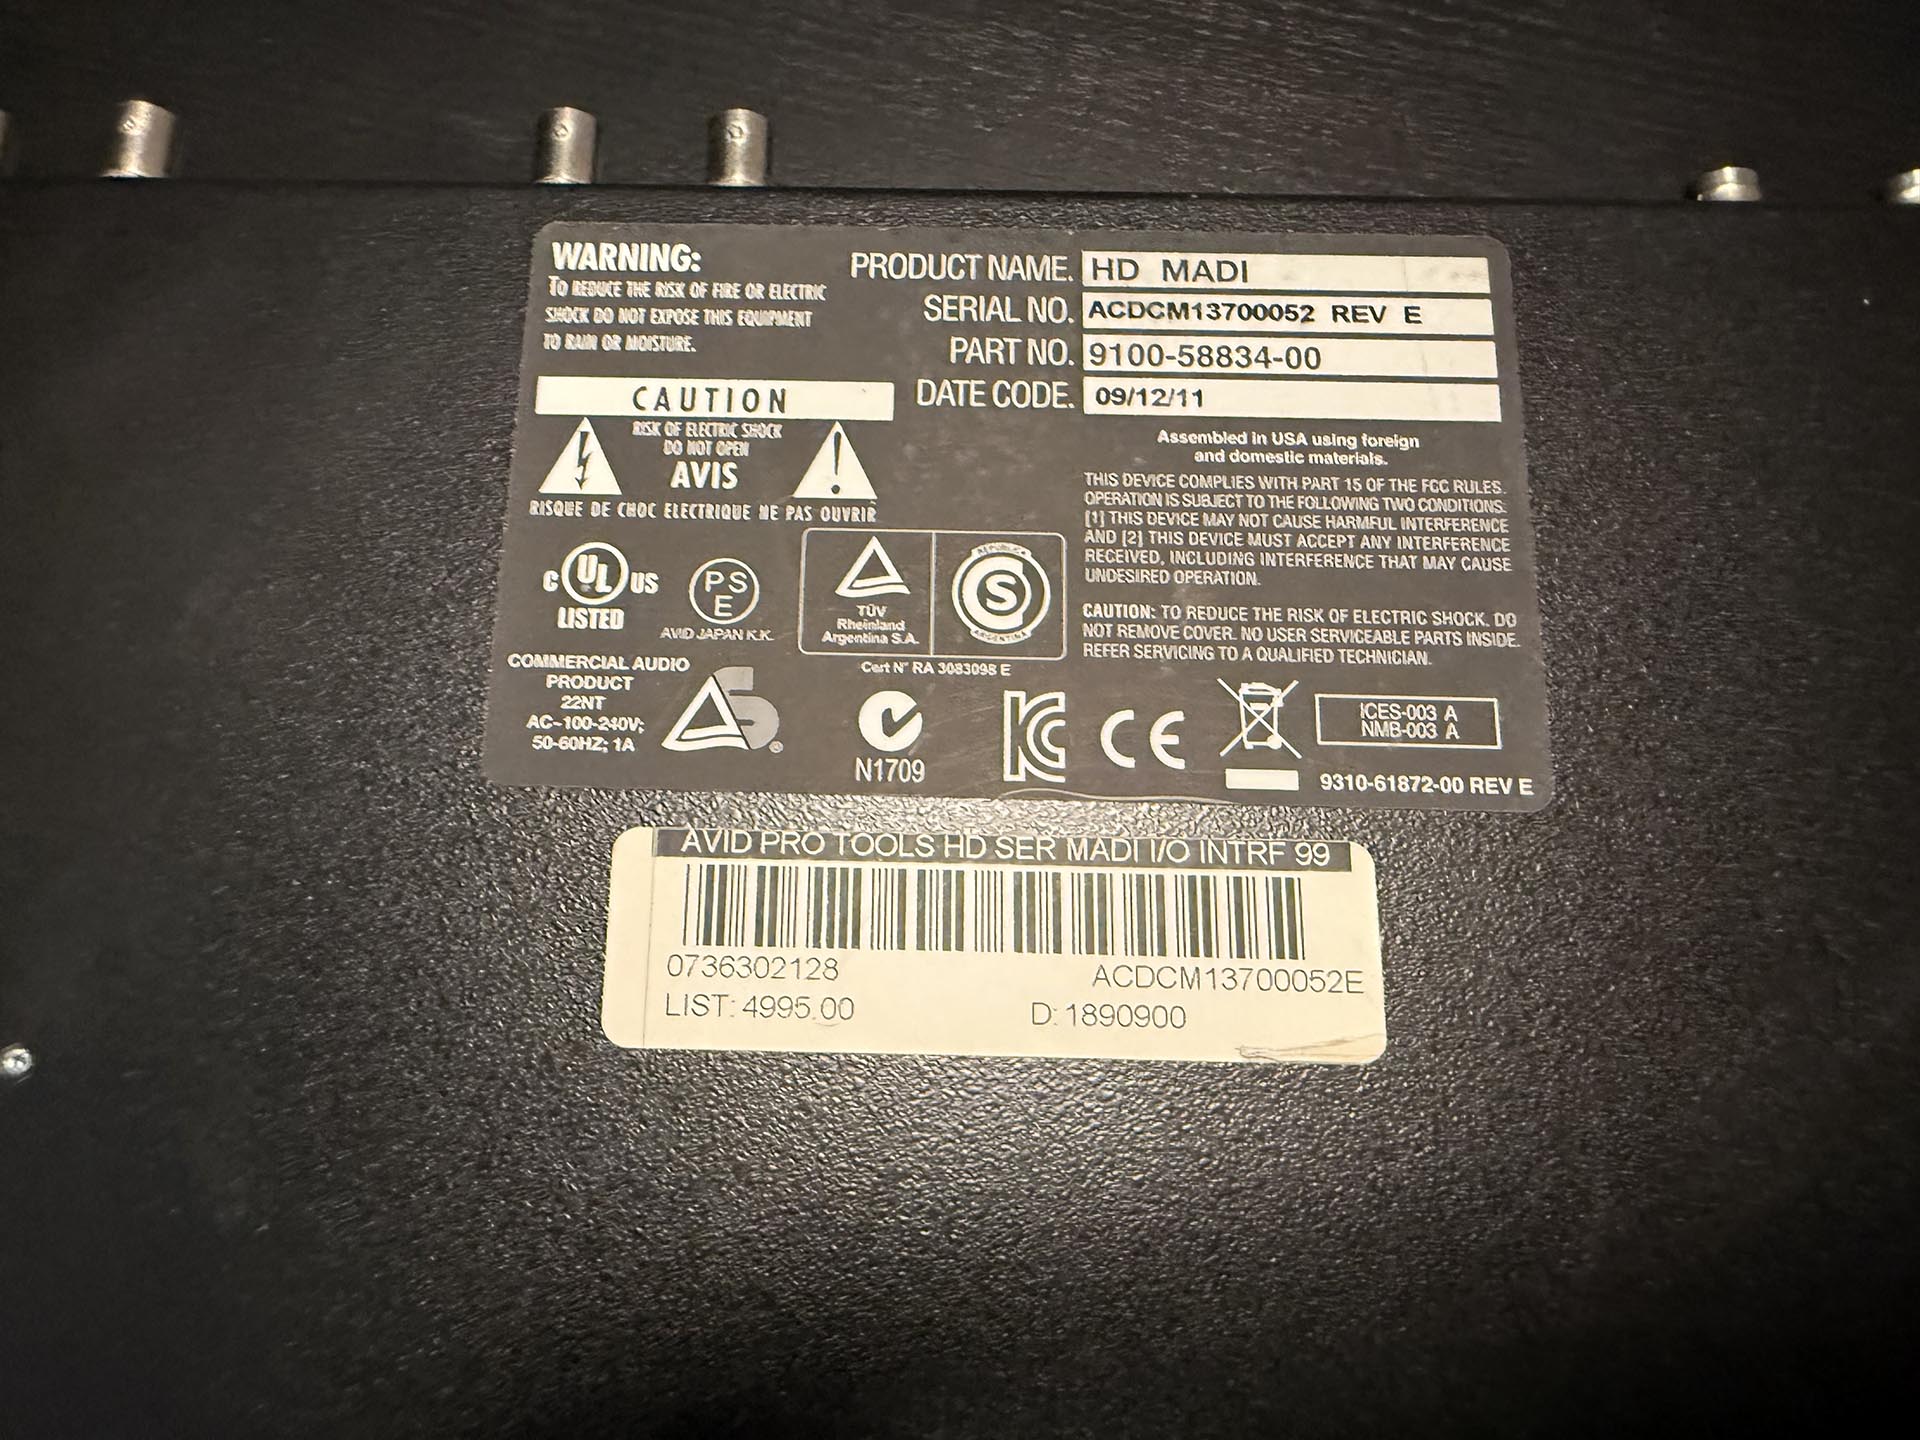 WARNING:
TO REDUCE THE RISK OF FIRE OR ELECTRIC
SHOCK DO NOT EXPOSE THIS EQUIPMENT
TO RAIN OR MOISTURE.
CAUTION
RISK OF ELECTRIC SHOCK
DO NOT OPEN
AVIS
RISQUE DE CHOC ELECTRIQUE NE PAS OUVRIR
PRODUCT NAME. HD MADI
SERIAL NO. ACDCM13700052 REV E
PART NO. 9100-58834-00
DATE CODE. 09/12/11
Assembled in USA using foreign
and domestic materials.
THIS DEVICE COMPLIES WITH PART 15 OF THE FCC RULES.
OPERATION IS SUBJECT TO THE FOLLOWING TWO CONDITIONS:
[1] THIS DEVICE MAY NOT CAUSE HARMFUL INTERFERENCE
AND [2] THIS DEVICE MUST ACCEPT ANY INTERFERENCE
RECEIVED, INCLUDING INTERFERENCE THAT MAY CAUSE
UNDESIRED OPERATION.
CAUTION: TO REDUCE THE RISK OF ELECTRIC SHOCK. DO
NOT REMOVE COVER. NO USER SERVICEABLE PARTS INSIDE.
REFER SERVICING TO A QUALIFIED TECHNICIAN.
C UL US
LISTED
PS
E
AVID JAPAN K.K.
TÜV
Rheinland
Argentina S.A.
REPUBLICA
S
ARGENTINA
Cert N° RA 3083098 E
COMMERCIAL AUDIO
PRODUCT
22NT
AC~100-240V;
50-60HZ; 1A
S ®
N1709
KC
CE
ICES-003 A
NMB-003 A
9310-61872-00 REV E
AVID PRO TOOLS HD SER MADI I/O INTRF 99
0736302128 ACDCM13700052E
LIST: 4995.00 D: 1890900